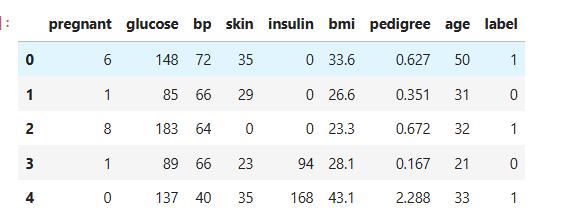 ]: pregnant glucose bp skin insulin bmi pedigree age label
0 6 148 72 35 0 33.6 0.627 50 1
1 1 85 66 29 0 26.6 0.351 31 0
2 8 183 64 0 0 23.3 0.672 32 1
3 1 89 66 23 94 28.1 0.167 21 0
4 0 137 40 35 168 43.1 2.288 33 1